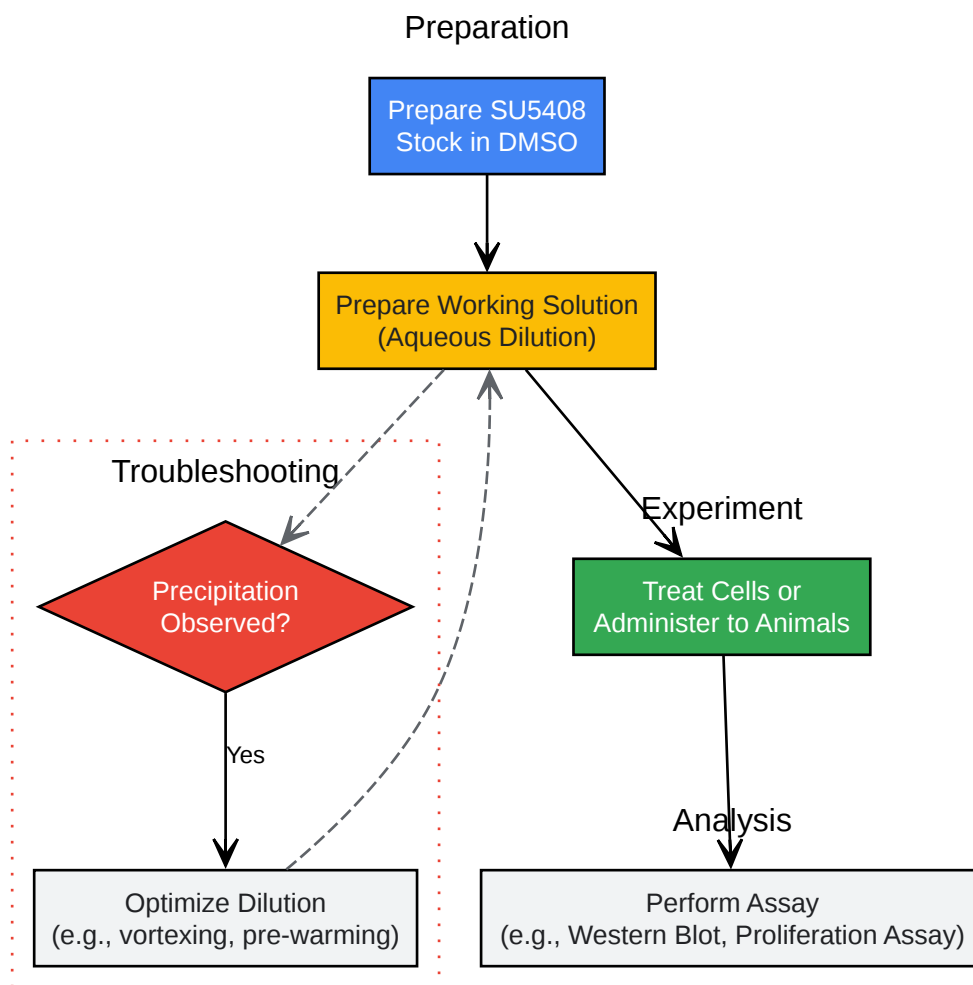 Preparation
Prepare SU5408
Stock in DMSO
Prepare Working Solution
(Aqueous Dilution)
Troubleshooting
Experiment
Precipitation
Observed?
Treat Cells or
Administer to Animals
Yes
Analysis
Optimize Dilution
(e.g., vortexing, pre-warming)
Perform Assay
(e.g., Western Blot, Proliferation Assay)